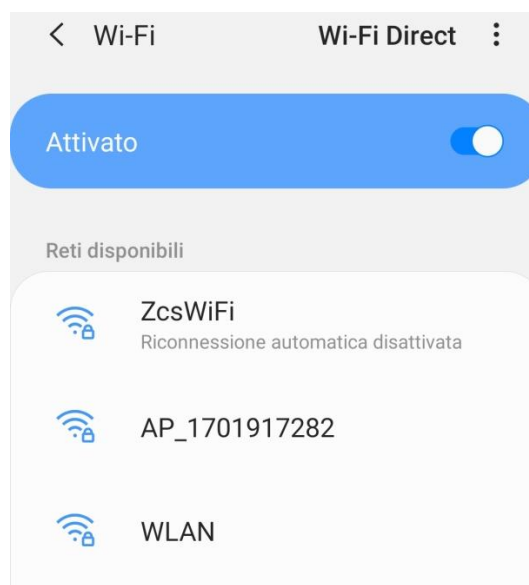 Wi-Fi Wi-Fi Direct
Attivato
Reti disponibili
ZcsWiFi
Riconnessione automatica disattivata
AP_1701917282
WLAN